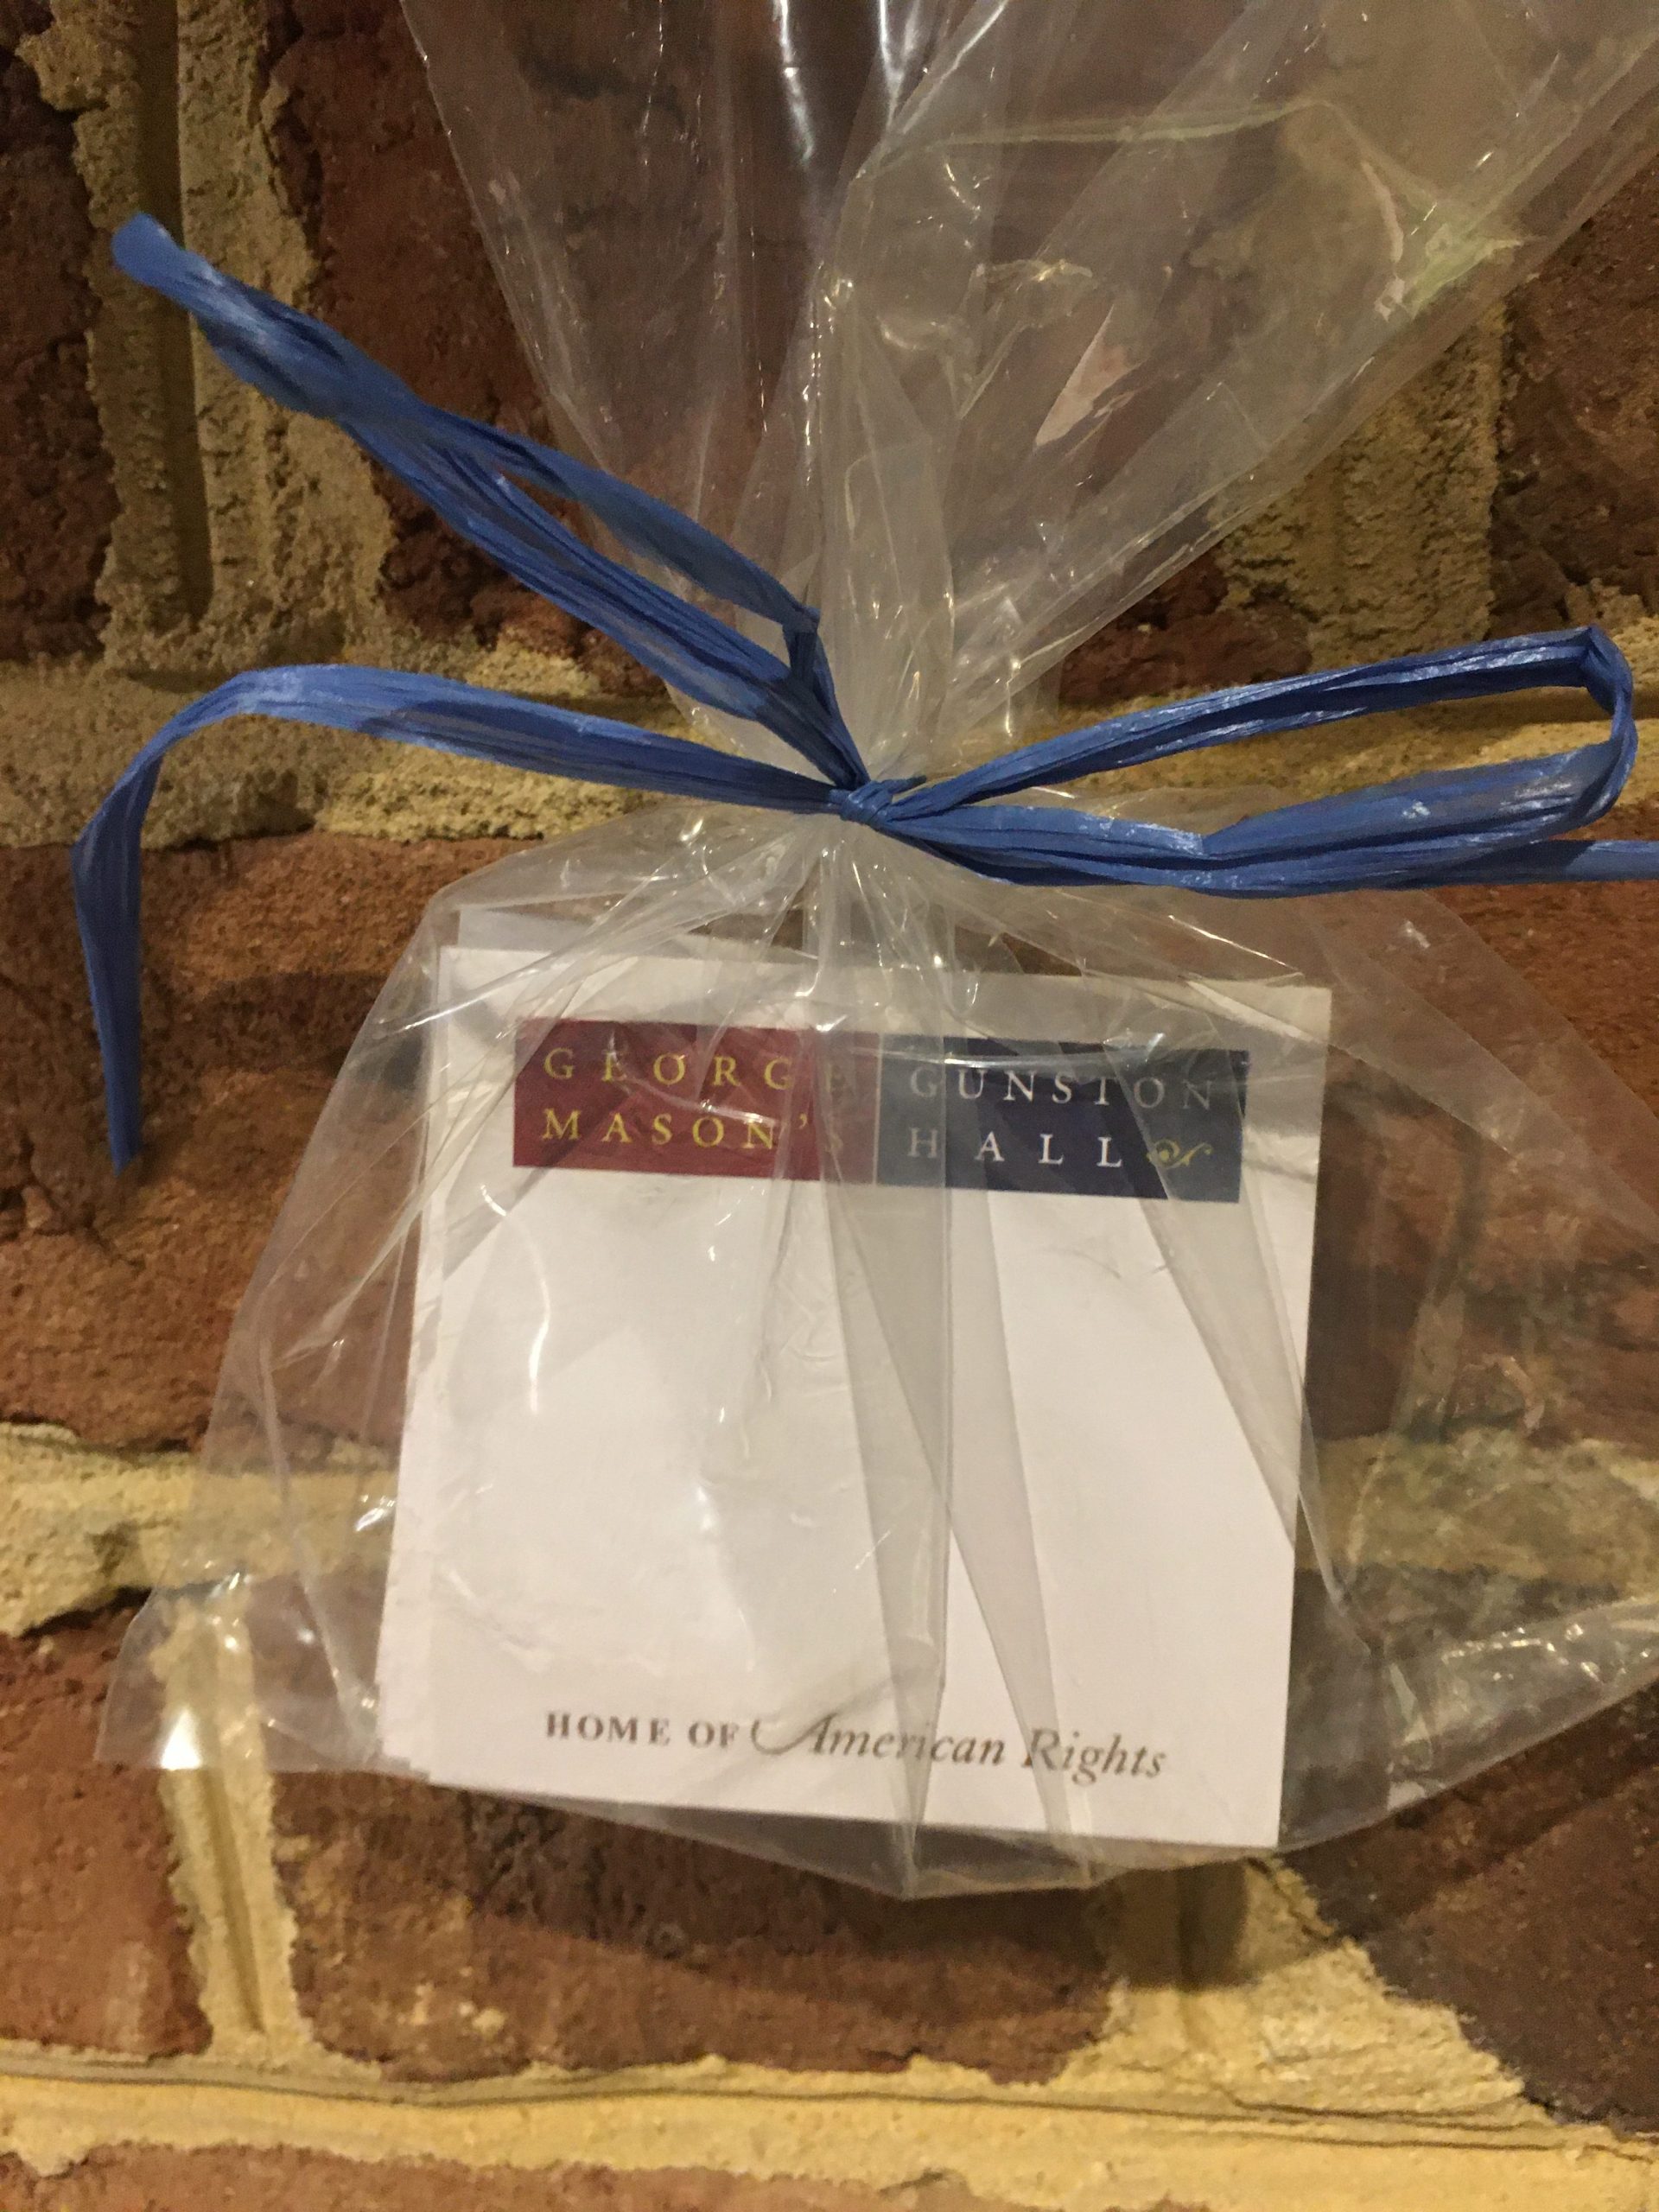 GEORGE
MASON'S
GUNSTON
HALL
HOME OF American Rights